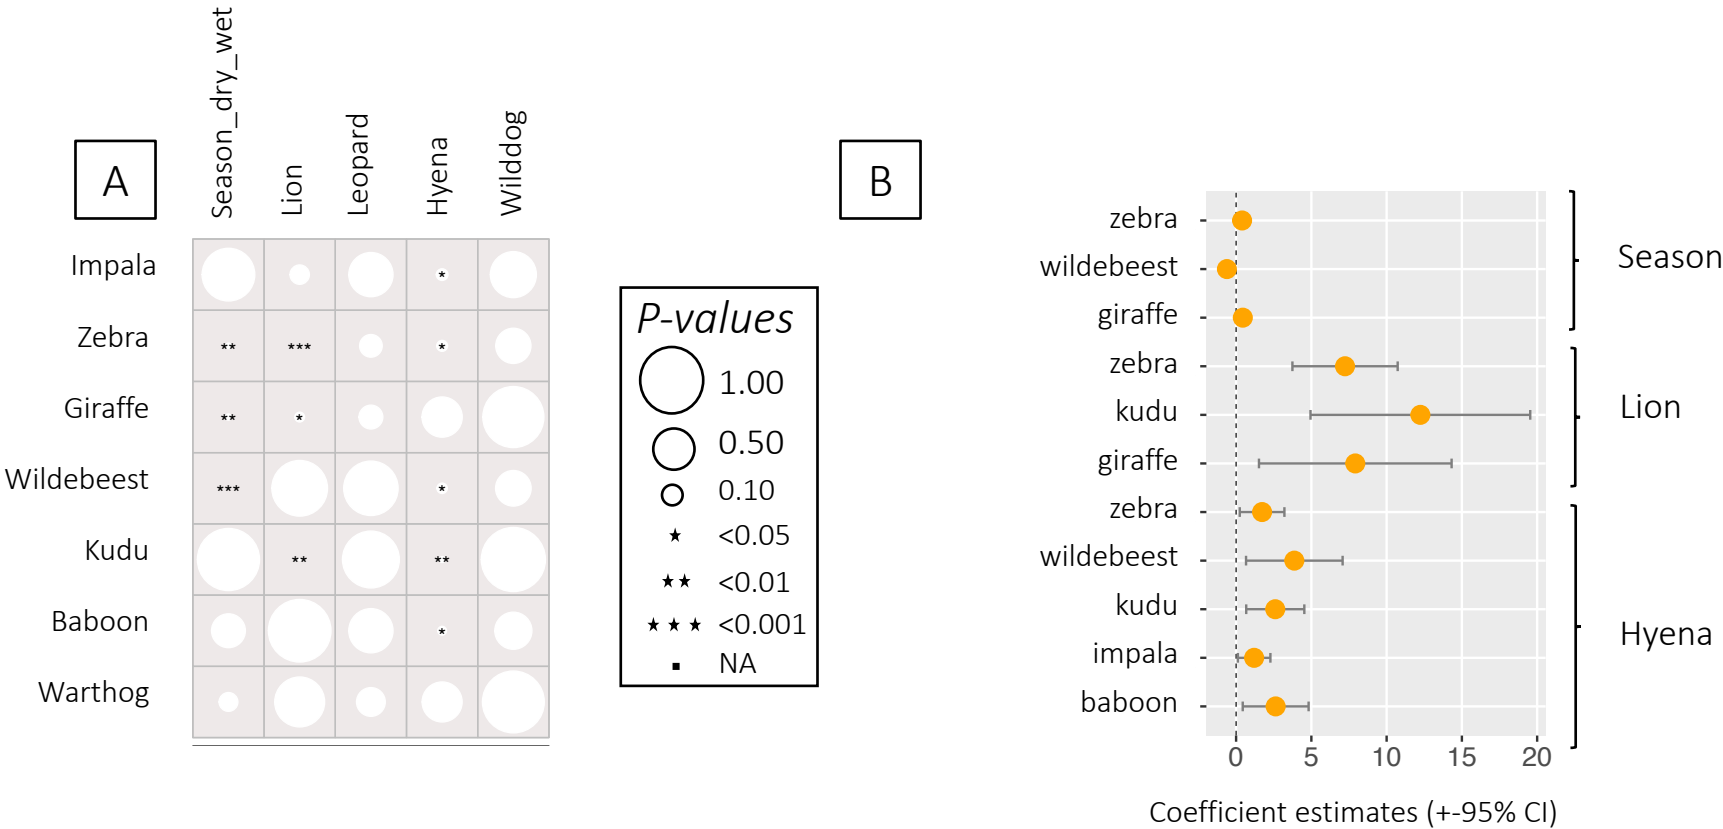 A
Season_dry_wet
Lion
Leopard
Hyena
Wilddog
Impala
*
Zebra
** *** *
Giraffe
** *
Wildebeest
*** *
Kudu
** **
Baboon
*
Warthog
P-values
1.00
0.50
0.10
★ <0.05
★★ <0.01
★★★ <0.001
▪ NA
B
zebra
wildebeest
giraffe
Season
zebra
kudu
giraffe
Lion
zebra
wildebeest
kudu
impala
baboon
Hyena
0 5 10 15 20
Coefficient estimates (+-95% CI)